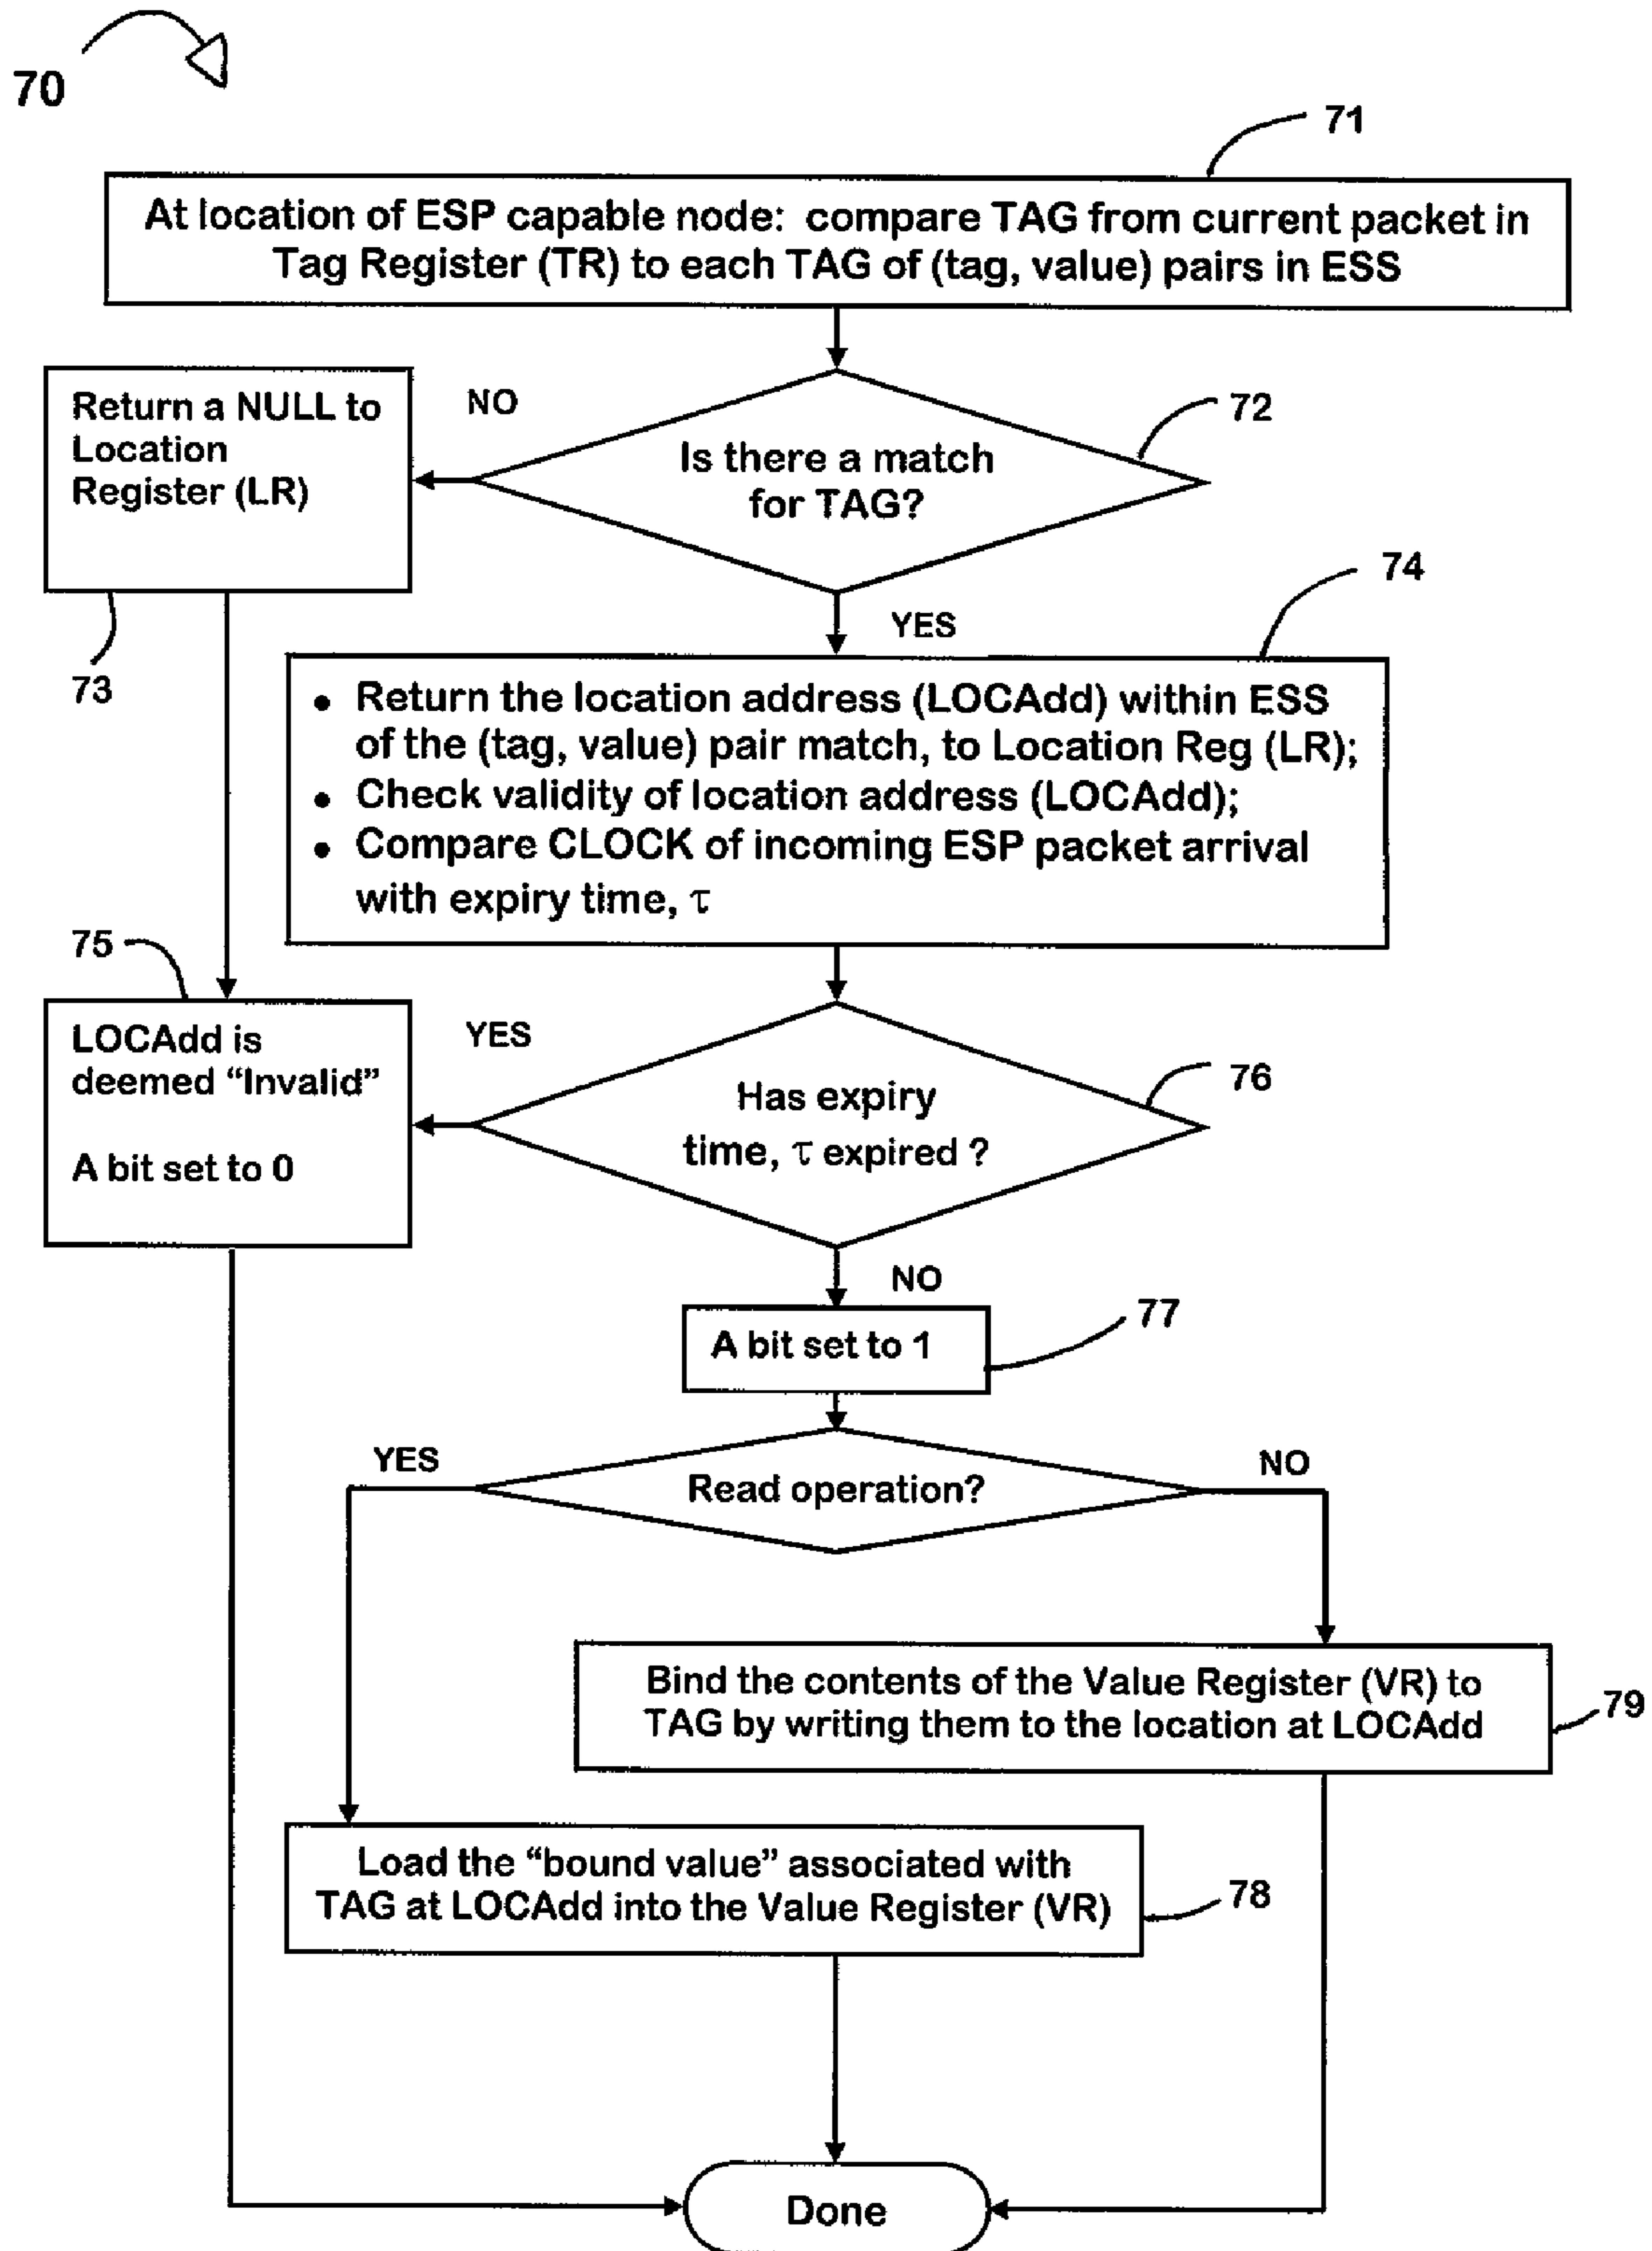 70
71
At location of ESP capable node: compare TAG from current packet in
Tag Register (TR) to each TAG of (tag, value) pairs in ESS
72
Is there a match
for TAG?
NO
Return a NULL to
Location
Register (LR)
73
YES
74
• Return the location address (LOCAdd) within ESS
of the (tag, value) pair match, to Location Reg (LR);
• Check validity of location address (LOCAdd);
• Compare CLOCK of incoming ESP packet arrival
with expiry time, τ
75
LOCAdd is
deemed “Invalid”
A bit set to 0
YES
76
Has expiry
time, τ expired ?
NO
77
A bit set to 1
Read operation?
YES
NO
Bind the contents of the Value Register (VR) to
TAG by writing them to the location at LOCAdd
79
Load the “bound value” associated with
TAG at LOCAdd into the Value Register (VR)
78
Done